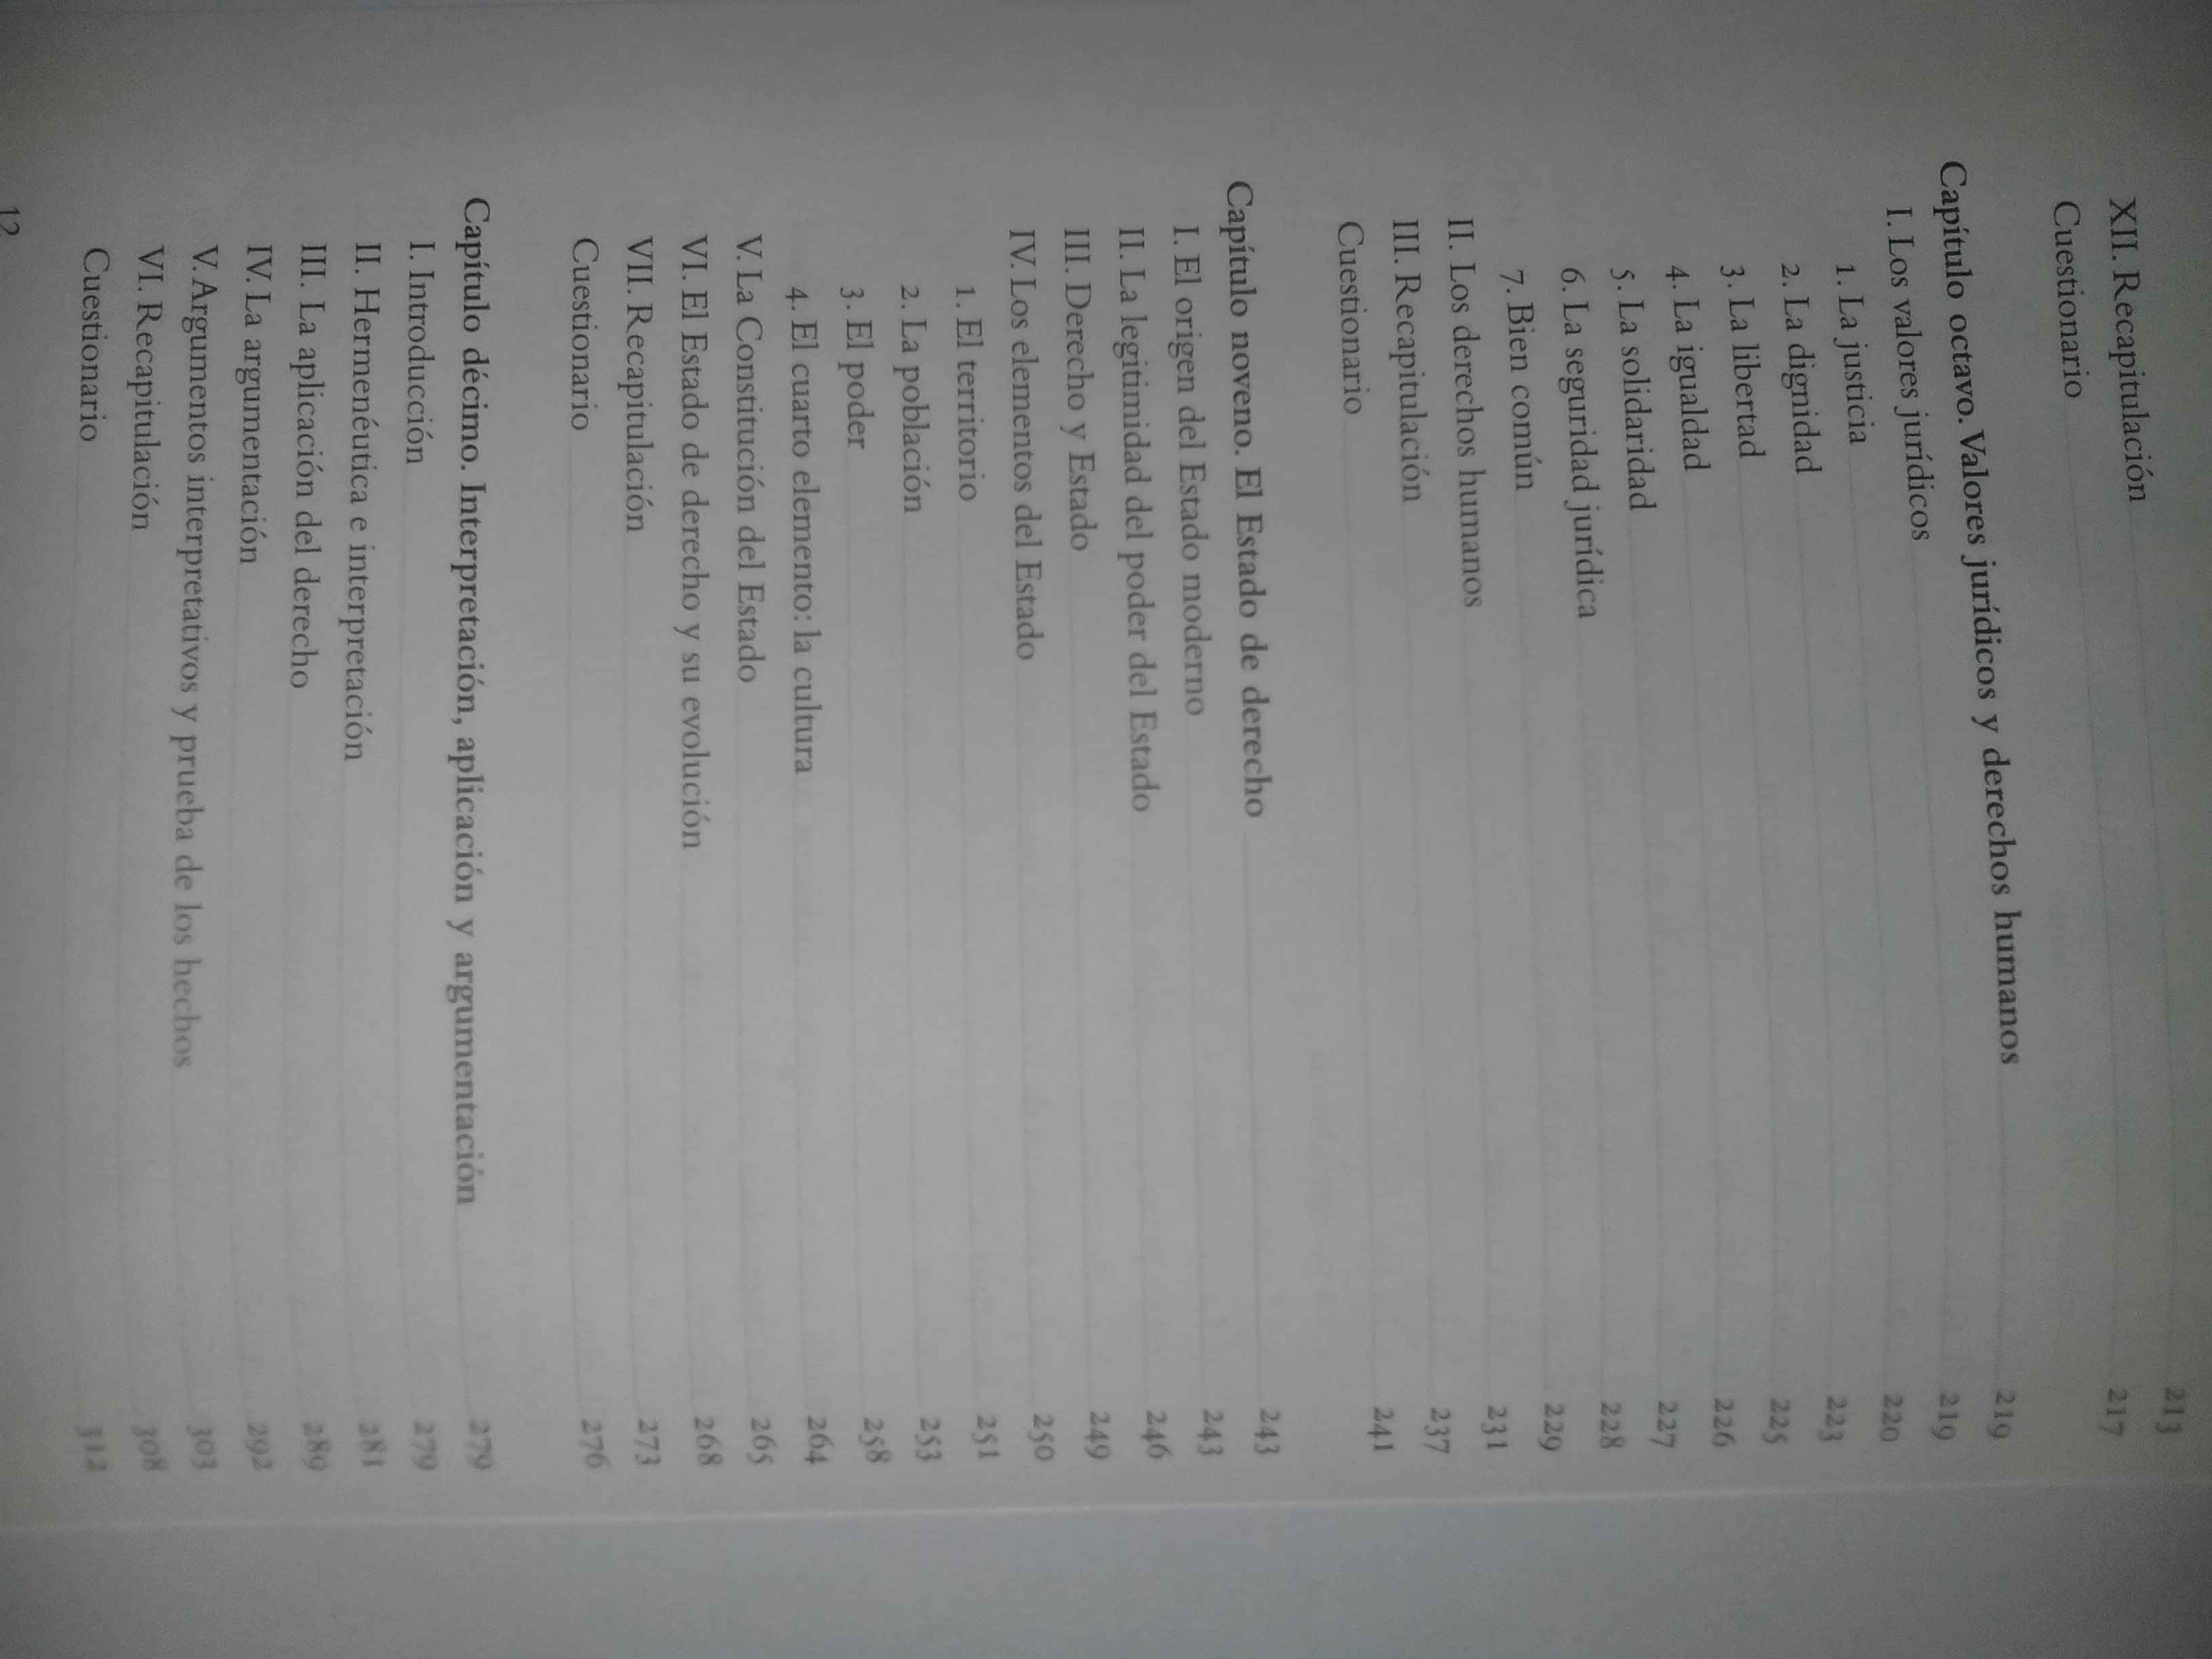 XII. Recapitulación 213
Cuestionario 217
Capítulo octavo. Valores jurídicos y derechos humanos 219
I. Los valores jurídicos 219
1. La justicia 220
2. La dignidad 223
3. La libertad 225
4. La igualdad 226
5. La solidaridad 227
6. La seguridad jurídica 228
7. Bien común 229
II. Los derechos humanos 231
III. Recapitulación 237
Cuestionario 241
Capítulo noveno. El Estado de derecho 243
I. El origen del Estado moderno 243
II. La legitimidad del poder del Estado 246
III. Derecho y Estado 249
IV. Los elementos del Estado 250
1. El territorio 251
2. La población 253
3. El poder 258
4. El cuarto elemento: la cultura 264
V. La Constitución del Estado 265
VI. El Estado de derecho y su evolución 268
VII. Recapitulación 273
Cuestionario 276
Capítulo décimo. Interpretación, aplicación y argumentación 279
I. Introducción 279
II. Hermenéutica e interpretación 281
III. La aplicación del derecho 289
IV. La argumentación 292
V. Argumentos interpretativos y prueba de los hechos 303
VI. Recapitulación 308
Cuestionario 312
12